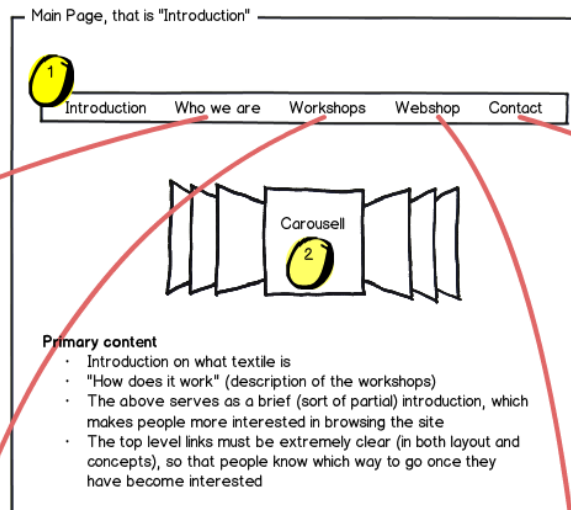 Main Page, that is "Introduction"
1
Introduction Who we are Workshops Webshop Contact
Carousell
2
Primary content
· Introduction on what textile is
· "How does it work" (description of the workshops)
· The above serves as a brief (sort of partial) introduction, which
makes people more interested in browsing the site
· The top level links must be extremely clear (in both layout and
concepts), so that people know which way to go once they
have become interested